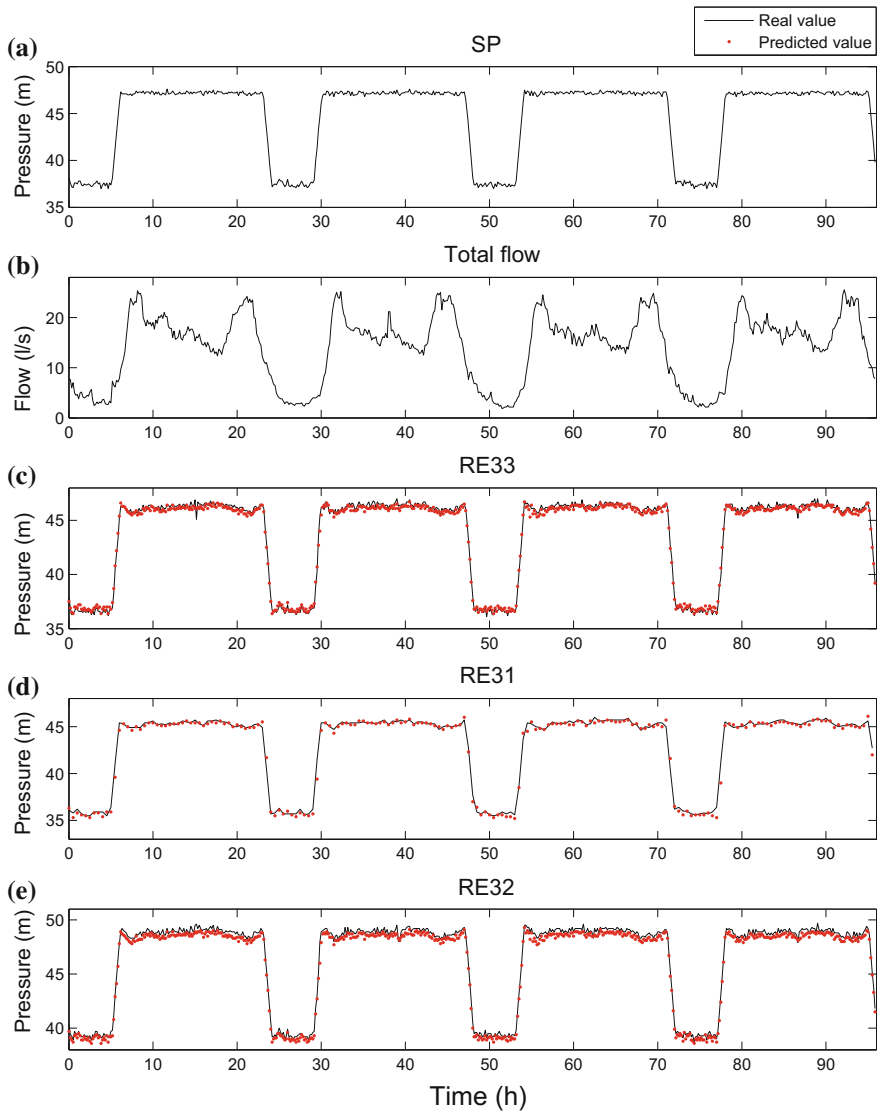 Real value
Predicted value
(a)
SP
Pressure (m)
50
45
40
35
0 10 20 30 40 50 60 70 80 90
(b)
Total flow
Flow (l/s)
20
10
0
0 10 20 30 40 50 60 70 80 90
(c)
RE33
Pressure (m)
45
40
35
0 10 20 30 40 50 60 70 80 90
(d)
RE31
Pressure (m)
45
40
35
0 10 20 30 40 50 60 70 80 90
(e)
RE32
Pressure (m)
50
45
40
0 10 20 30 40 50 60 70 80 90
Time (h)